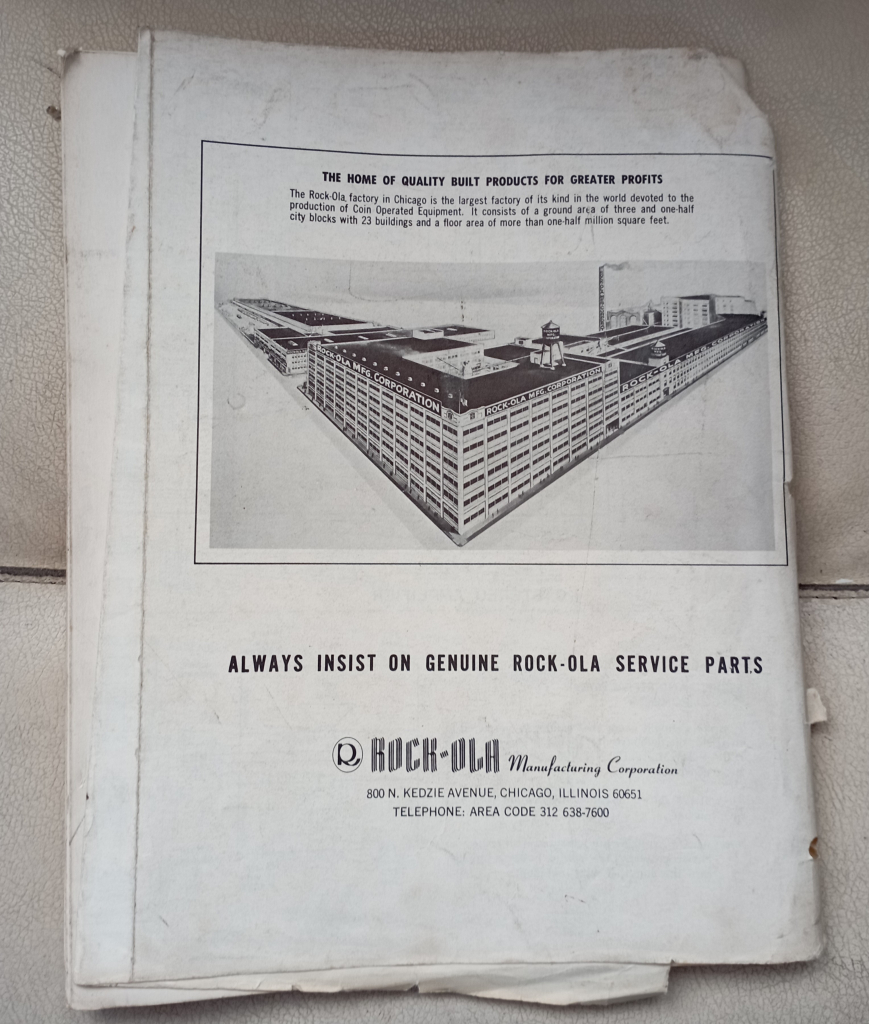 THE HOME OF QUALITY BUILT PRODUCTS FOR GREATER PROFITS
The Rock-Ola factory in Chicago is the largest factory of its kind in the world devoted to the
production of Coin Operated Equipment. It consists of a ground area of three and one-half
city blocks with 23 buildings and a floor area of more than one-half million square feet.
ROCK-OLA MFG. CORPORATION
ROCK-OLA MFG. CORPORATION
ROCK-OLA MFG. CORPORATION
ALWAYS INSIST ON GENUINE ROCK-OLA SERVICE PARTS
R ROCK-OLA Manufacturing Corporation
800 N. KEDZIE AVENUE, CHICAGO, ILLINOIS 60651
TELEPHONE: AREA CODE 312 638-7600